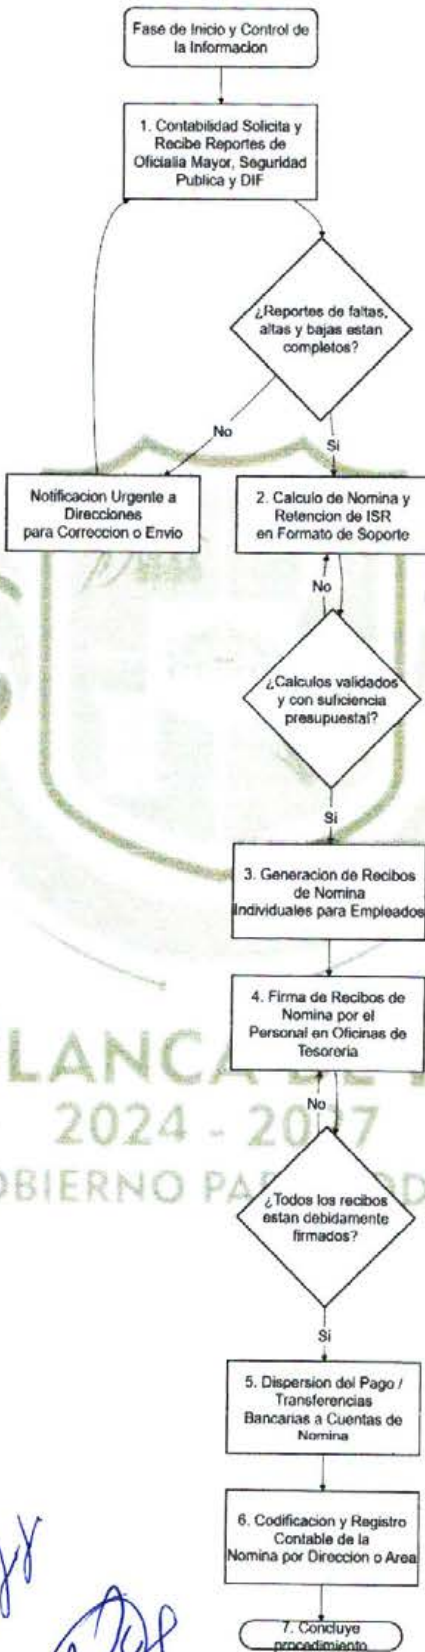 Fase de Inicio y Control de
la Informacion
1. Contabilidad Solicita y
Recibe Reportes de
Oficialia Mayor, Seguridad
Publica y DIF
¿Reportes de faltas,
altas y bajas estan
completos?
No
Si
Notificacion Urgente a
Direcciones
para Correccion o Envio
2. Calculo de Nomina y
Retencion de ISR
en Formato de Soporte
No
¿Calculos validados
y con suficiencia
presupuestal?
Si
3. Generacion de Recibos
de Nomina
Individuales para Empleados
4. Firma de Recibos de
Nomina por el
Personal en Oficinas de
Tesoreria
LANCA DE
2024 - 2027
No
OBIERNO PA
¿Todos los recibos
estan debidamente
firmados?
Si
5. Dispersion del Pago /
Transferencias
Bancarias a Cuentas de
Nomina
6. Codificacion y Registro
Contable de la
Nomina por Direccion o Area
7. Concluye
procedimiento